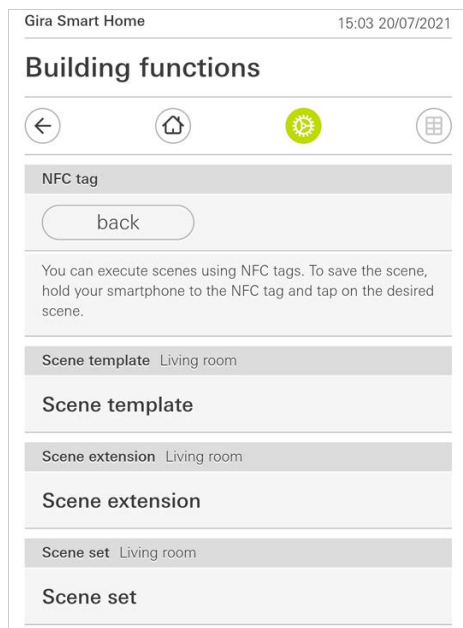 Gira Smart Home 15:03 20/07/2021
Building functions
NFC tag
back
You can execute scenes using NFC tags. To save the scene,
hold your smartphone to the NFC tag and tap on the desired
scene.
Scene template Living room
Scene template
Scene extension Living room
Scene extension
Scene set Living room
Scene set